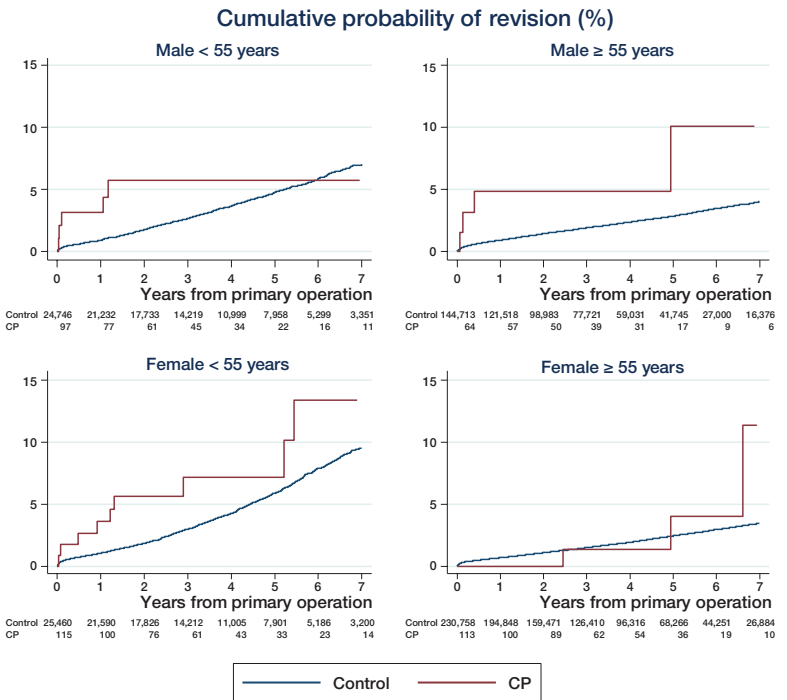 Cumulative probability of revision (%)
Male < 55 years
15
10
5
0
0 1 2 3 4 5 6 7
Years from primary operation
Control 24,746 21,232 17,733 14,219 10,999 7,958 5,299 3,351
CP 97 77 61 45 34 22 16 11
Male ≥ 55 years
15
10
5
0
0 1 2 3 4 5 6 7
Years from primary operation
Control 144,713 121,518 98,983 77,721 59,031 41,745 27,000 16,376
CP 64 57 50 39 31 17 9 6
Female < 55 years
15
10
5
0
0 1 2 3 4 5 6 7
Years from primary operation
Control 25,460 21,590 17,826 14,212 11,005 7,901 5,186 3,200
CP 115 100 76 61 43 33 23 14
Female ≥ 55 years
15
10
5
0
0 1 2 3 4 5 6 7
Years from primary operation
Control 230,758 194,848 159,471 126,410 96,316 68,266 44,251 26,884
CP 113 100 89 62 54 36 19 10
Control CP